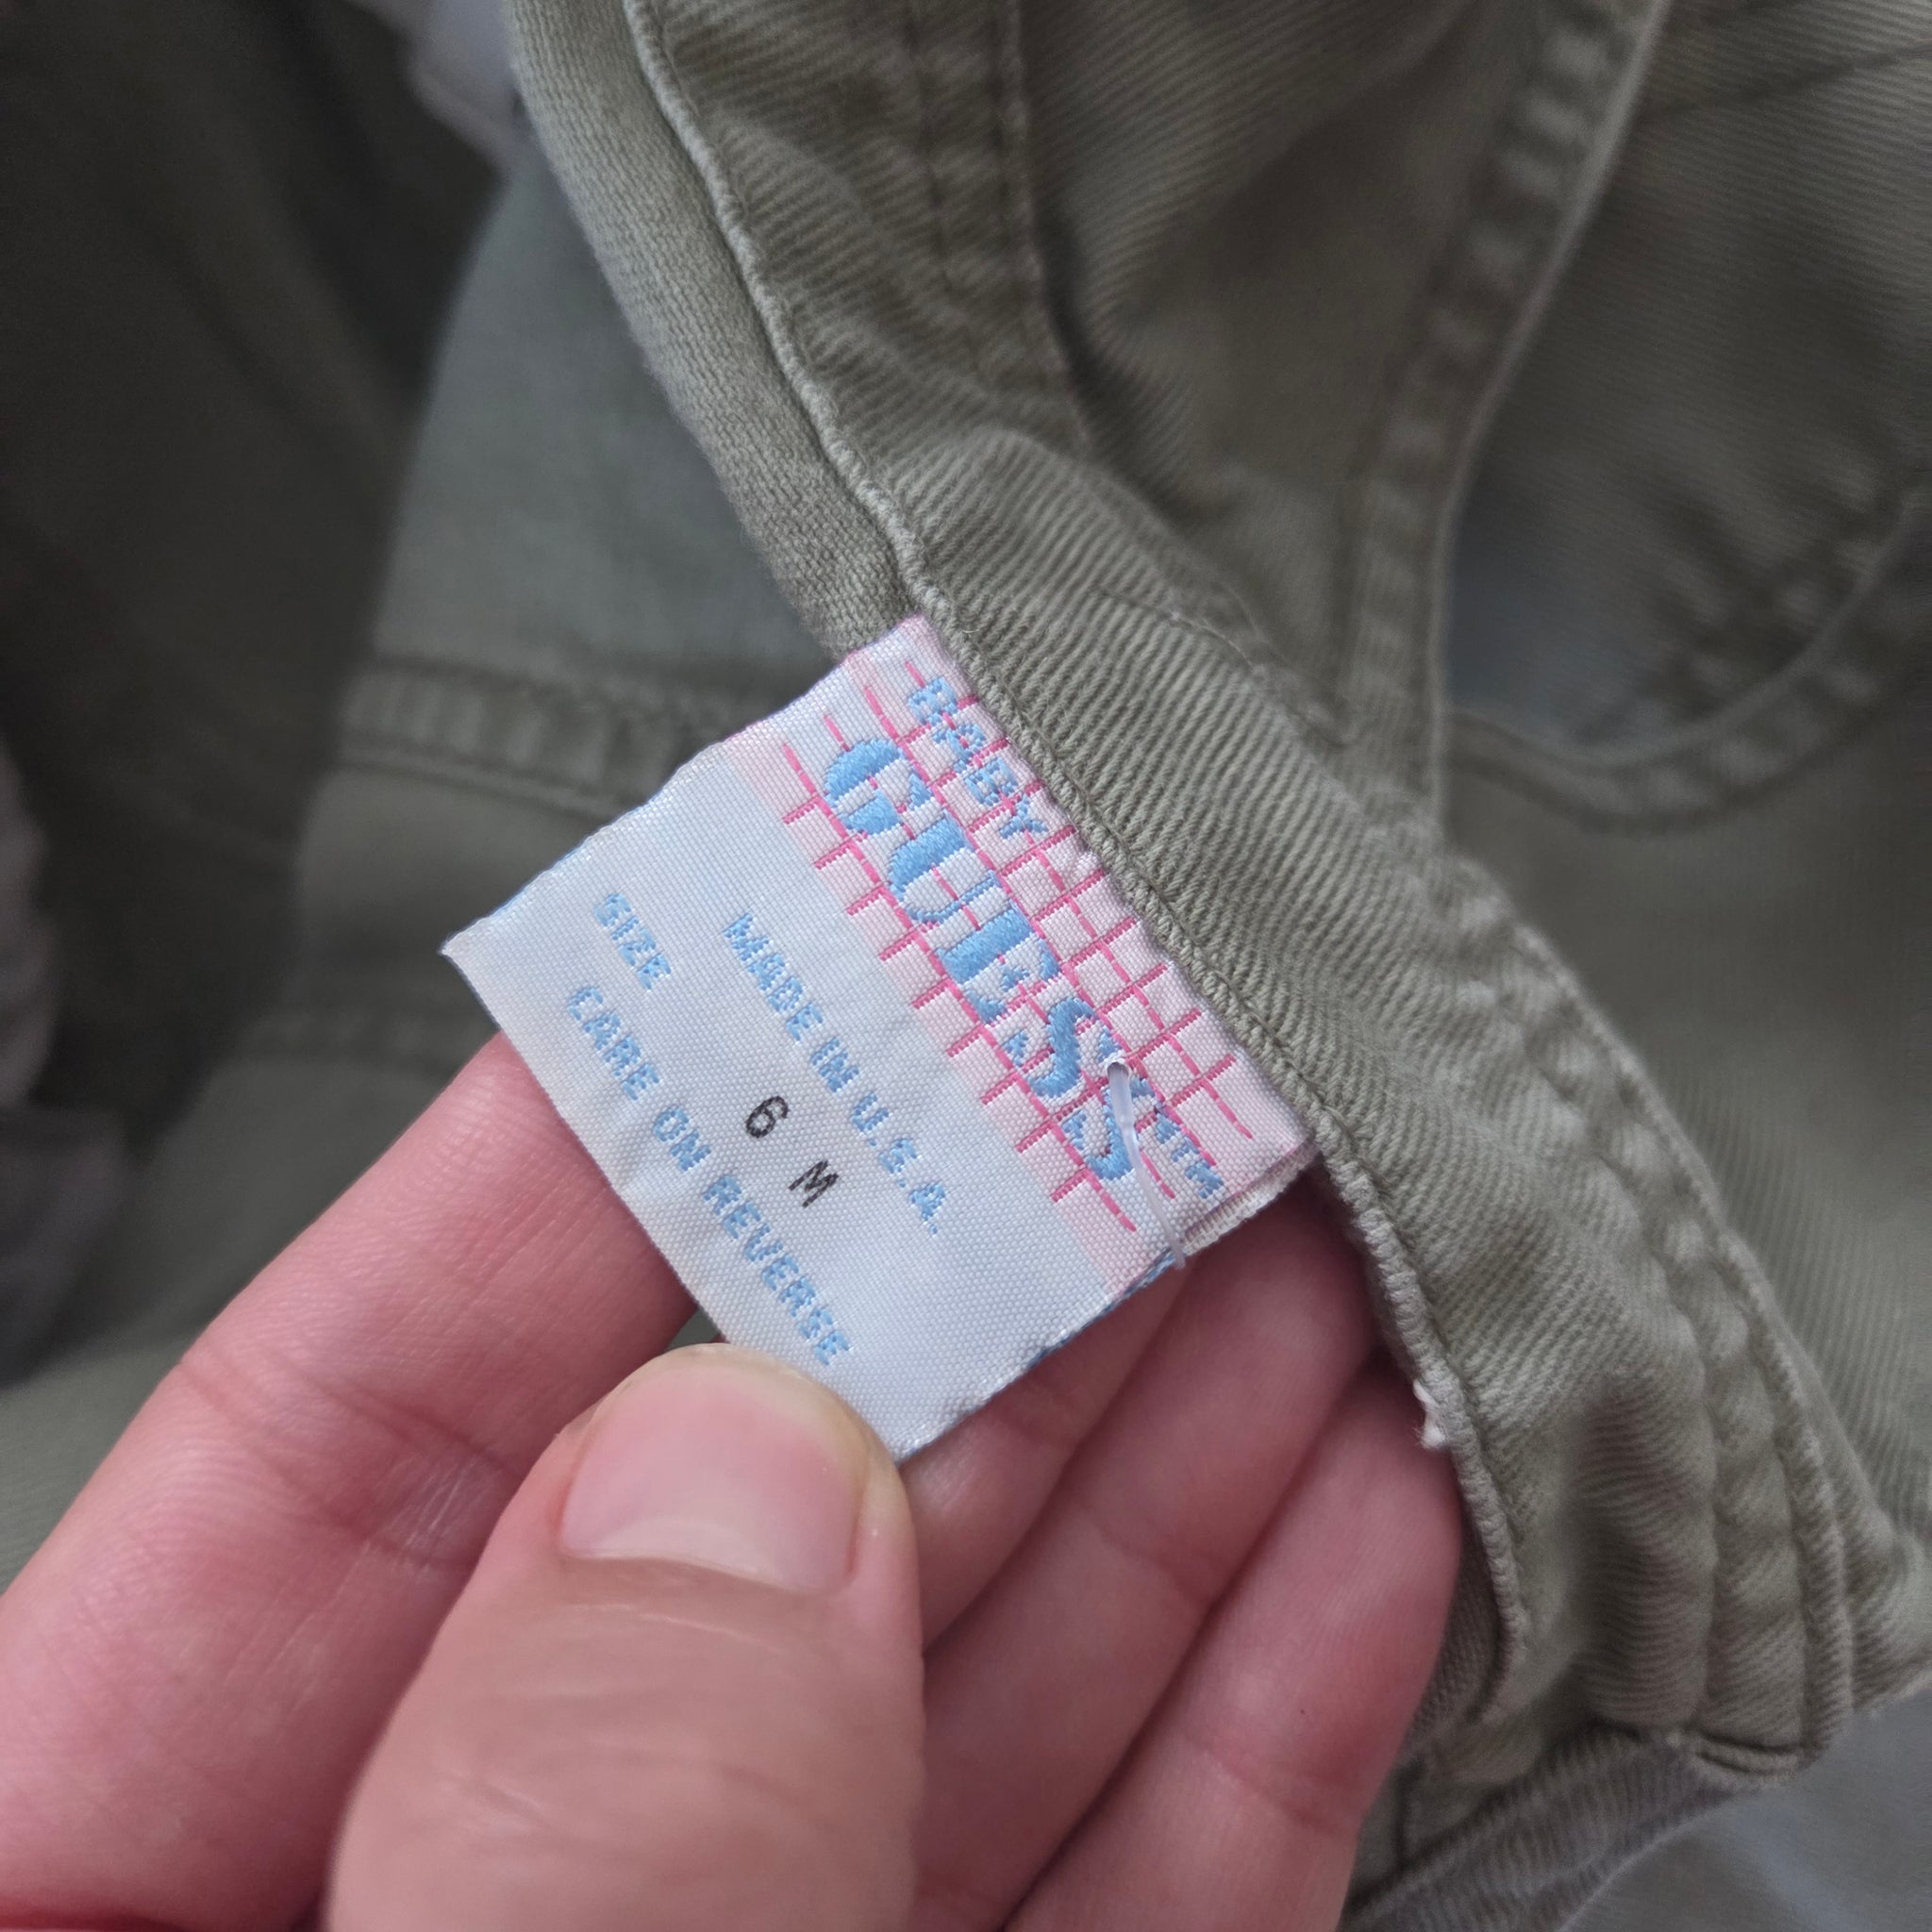 BABY
GUESS
MADE IN U.S.A.
SIZE 6 M
CARE ON REVERSE